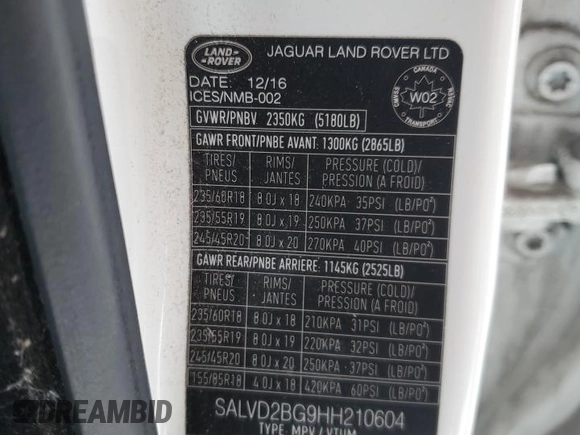 LAND-
ROVER
JAGUAR LAND ROVER LTD
DATE: 12/16
ICES/NMB-002
CANADA
W02
TRANSPORT
GVWR/PNBV 2350KG (5180LB)
GAWR FRONT/PNBE AVANT: 1300KG (2865LB)
TIRES/ RIMS/ PRESSURE (COLD)/
PNEUS JANTES PRESSION (A FROID)
235/60R18 8.0J x 18 240KPA 35PSI (LB/PO²)
235/55R19 8.0J x 19 250KPA 37PSI (LB/PO²)
245/45R20 8.0J x 20 270KPA 40PSI (LB/PO²)
GAWR REAR/PNBE ARRIERE: 1145KG (2525LB)
TIRES/ RIMS/ PRESSURE (COLD)/
PNEUS JANTES PRESSION (A FROID)
235/60R18 8.0J x 18 210KPA 31PSI (LB/PO²)
235/55R19 8.0J x 19 220KPA 32PSI (LB/PO²)
245/45R20 8.0J x 20 250KPA 37PSI (LB/PO²)
155/85R18 4.0J x 18 420KPA 60PSI (LB/PO²)
SALVD2BG9HH210604
TYPE: MPV / VTUM
AUTOBIDCAR